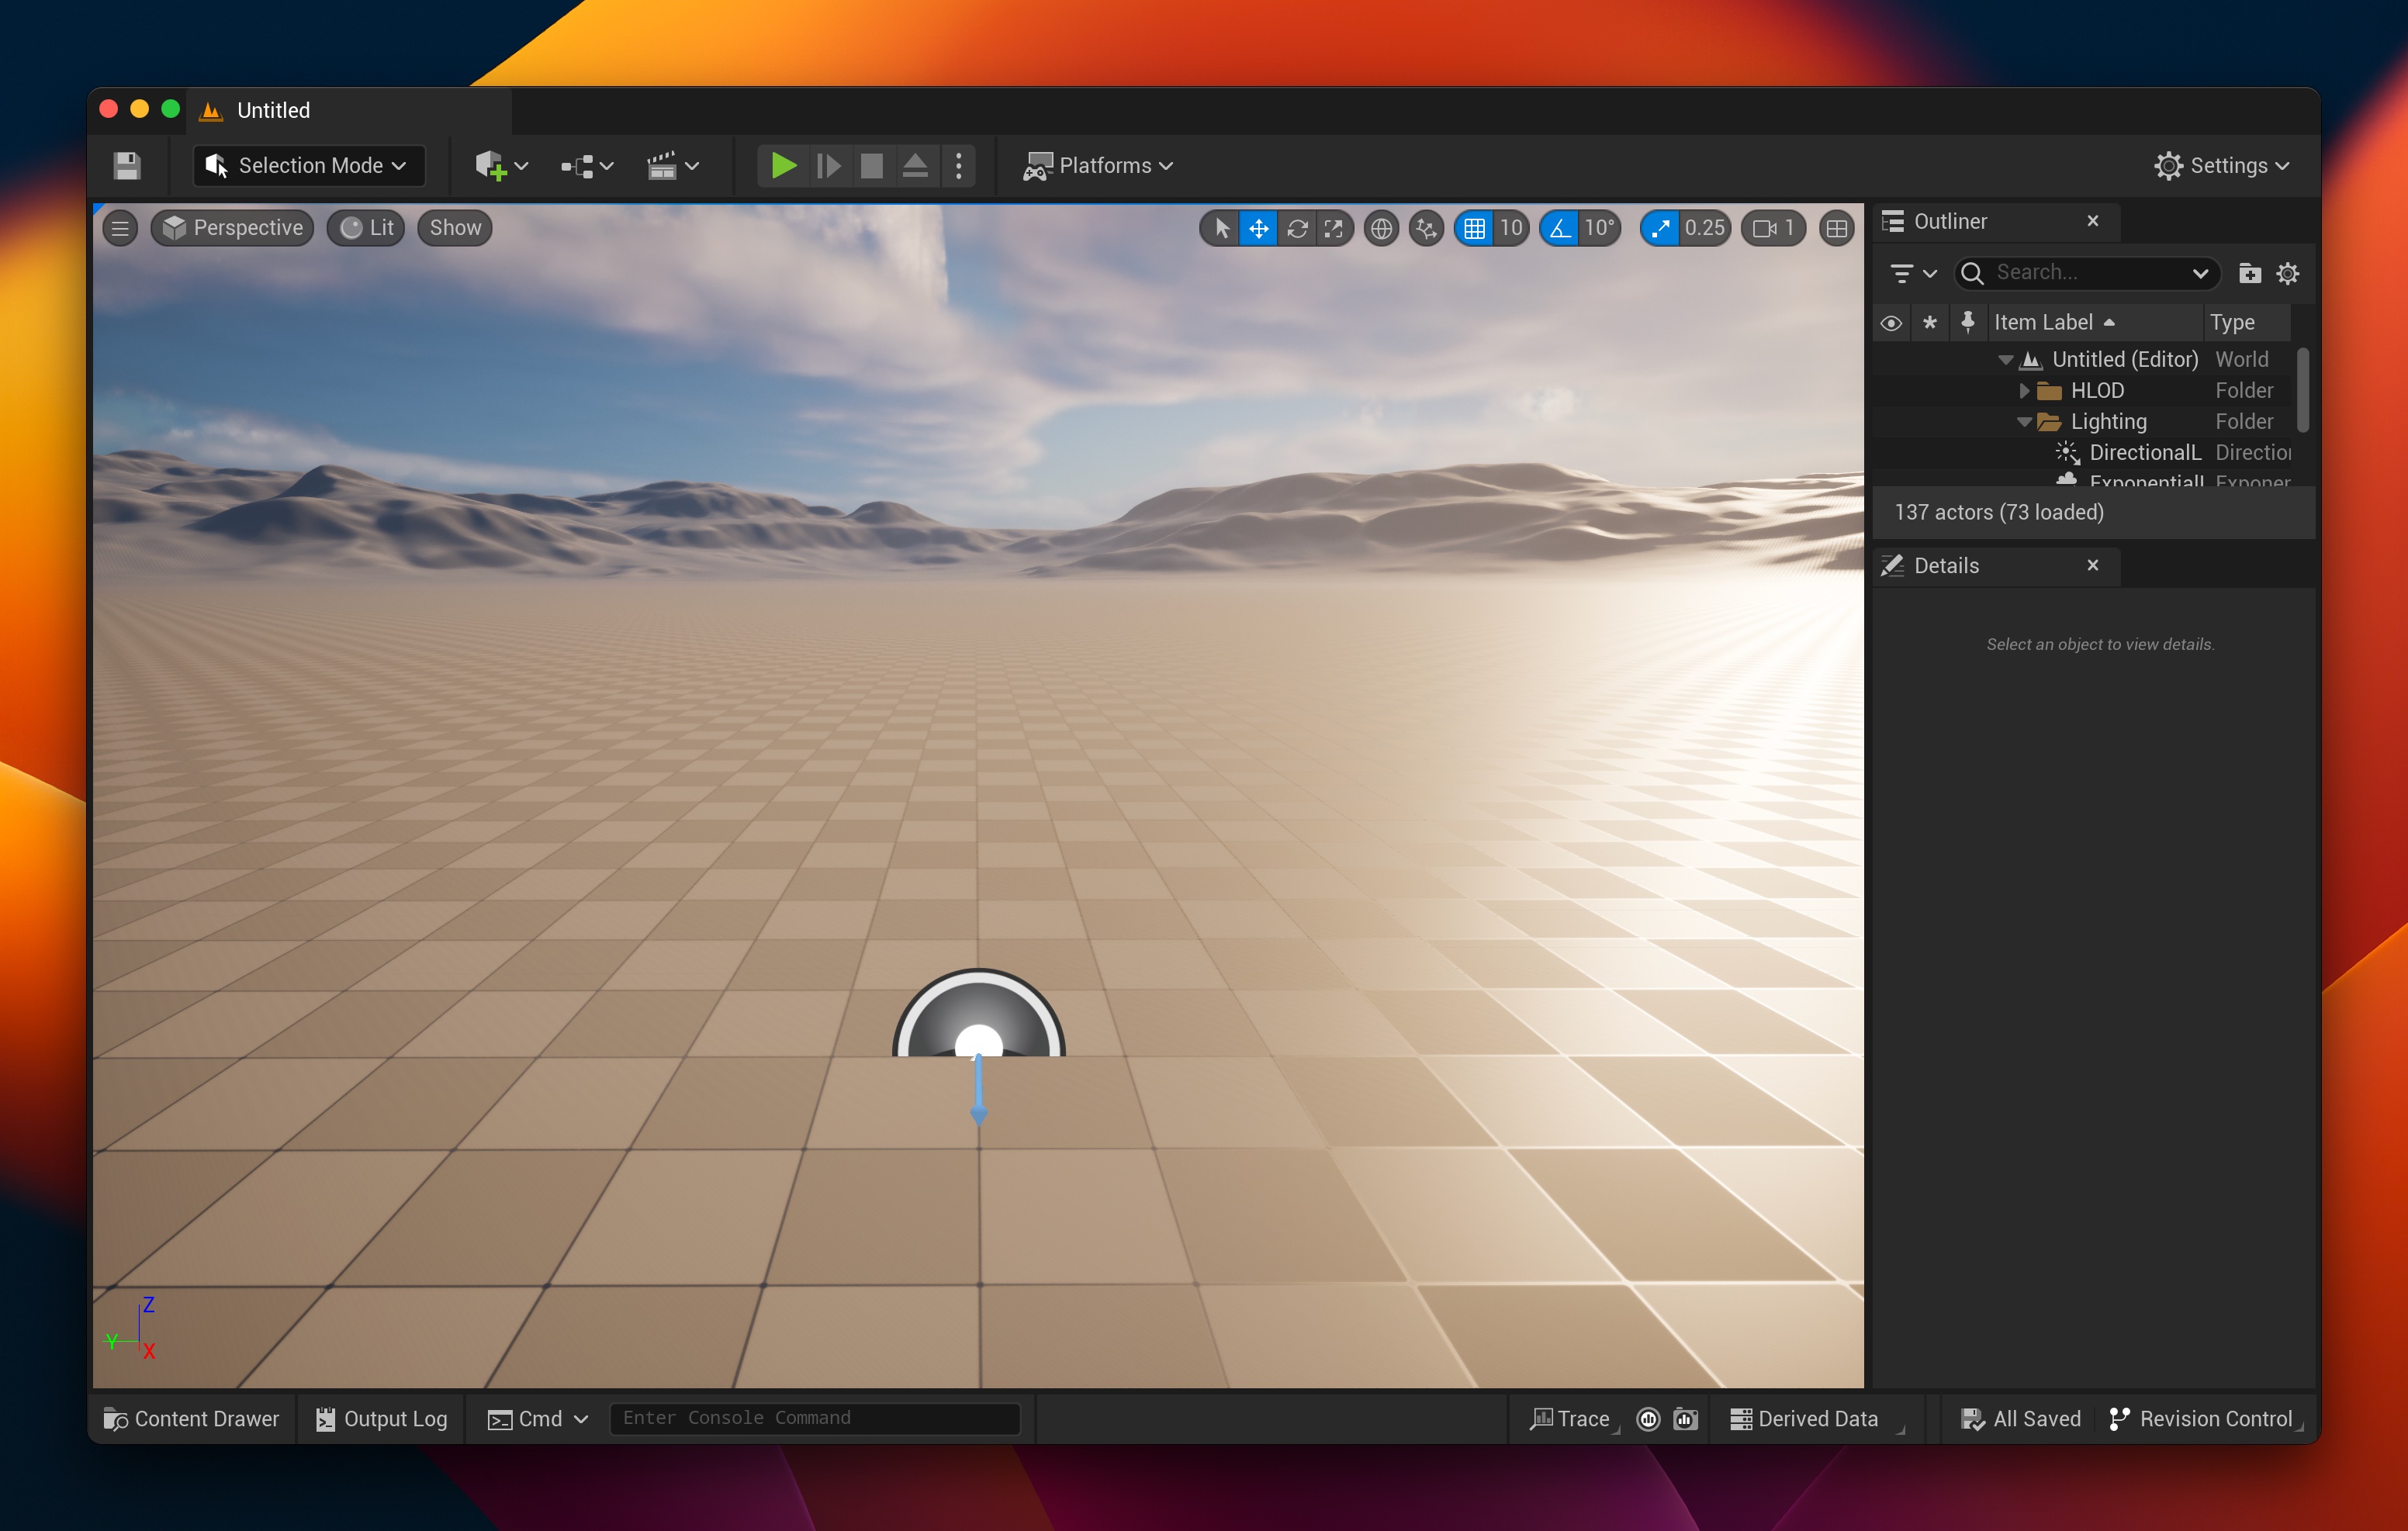 Untitled
Selection Mode
Platforms
Settings
Perspective
Lit
Show
10
10°
0.25
1
Outliner
Search...
Item Label
Type
Untitled (Editor)
World
HLOD
Folder
Lighting
Folder
DirectionalL
Direction
Exponentiall
Exponer
137 actors (73 loaded)
Details
Select an object to view details.
Z
Y
X
Content Drawer
Output Log
Cmd
Enter Console Command
Trace
Derived Data
All Saved
Revision Control